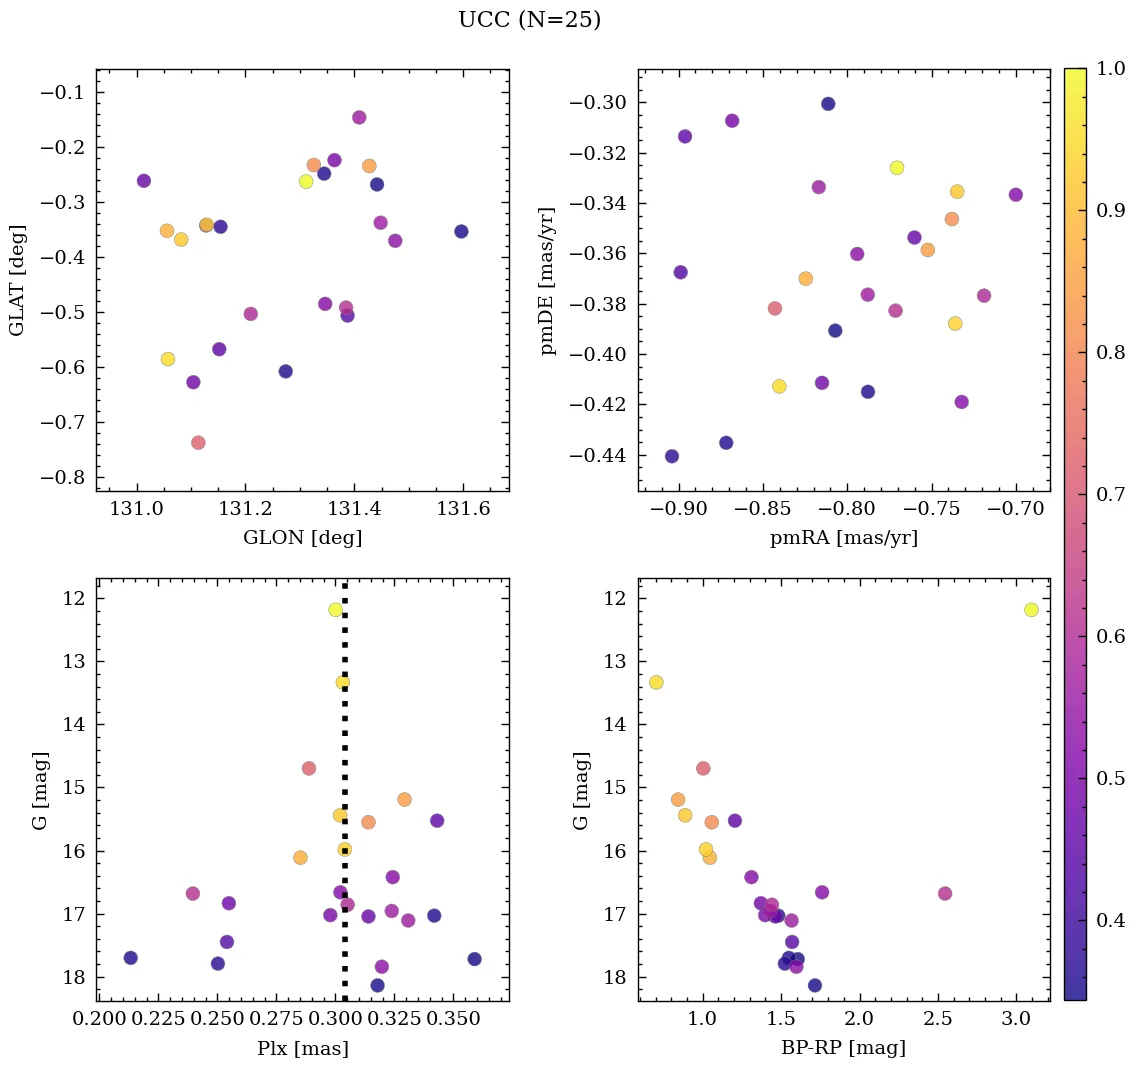 UCC (N=25)
−0.1
−0.2
−0.3
−0.4
−0.5
−0.6
−0.7
−0.8
GLAT [deg]
131.0 131.2 131.4 131.6
GLON [deg]
−0.30
−0.32
−0.34
−0.36
−0.38
−0.40
−0.42
−0.44
pmDE [mas/yr]
−0.90 −0.85 −0.80 −0.75 −0.70
pmRA [mas/yr]
1.0
0.9
0.8
0.7
0.6
0.5
0.4
12
13
14
15
16
17
18
G [mag]
0.200 0.225 0.250 0.275 0.300 0.325 0.350
Plx [mas]
12
13
14
15
16
17
18
G [mag]
1.0 1.5 2.0 2.5 3.0
BP-RP [mag]